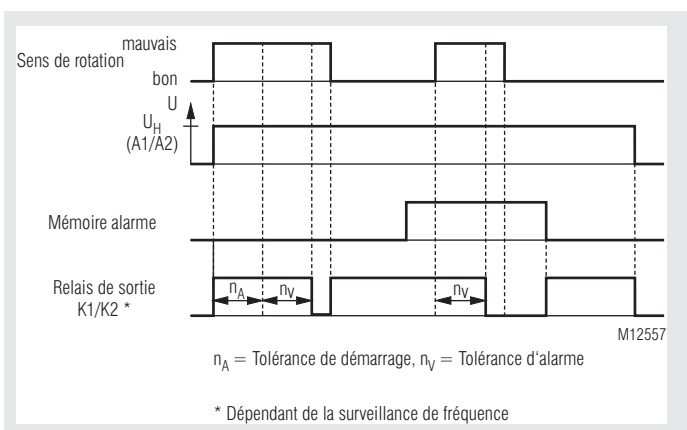 mauvais
Sens de rotation
bon
U
U_H
(A1/A2)
Mémoire alarme
Relais de sortie
K1/K2 *
n_A
n_V
n_V
M12557
n_A = Tolérance de démarrage, n_V = Tolérance d‘alarme
* Dépendant de la surveillance de fréquence